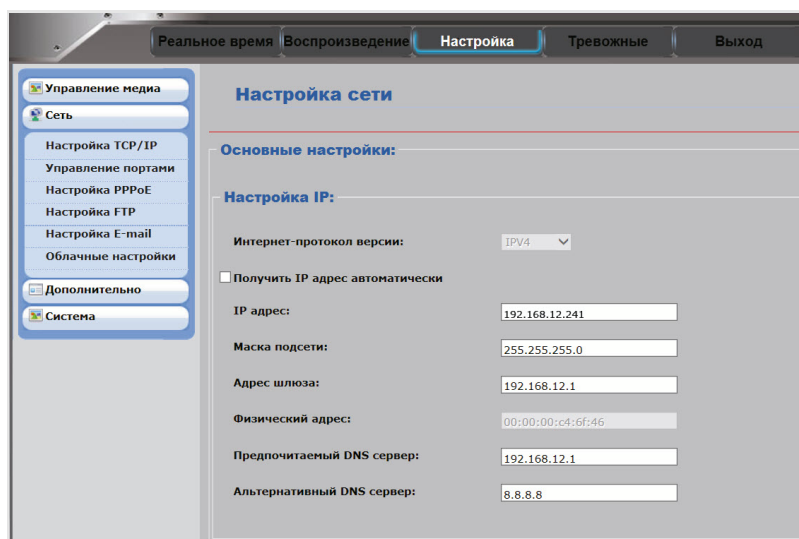 Реальное время Воспроизведение Настройка Тревожные Выход
Управление медиа
Сеть
Настройка TCP/IP
Управление портами
Настройка PPPoE
Настройка FTP
Настройка E-mail
Облачные настройки
Дополнительно
Система
Настройка сети
Основные настройки:
Настройка IP:
Интернет-протокол версии: IPV4
Получить IP адрес автоматически
IP адрес: 192.168.12.241
Маска подсети: 255.255.255.0
Адрес шлюза: 192.168.12.1
Физический адрес: 00:00:00:c4:6f:46
Предпочитаемый DNS сервер: 192.168.12.1
Альтернативный DNS сервер: 8.8.8.8